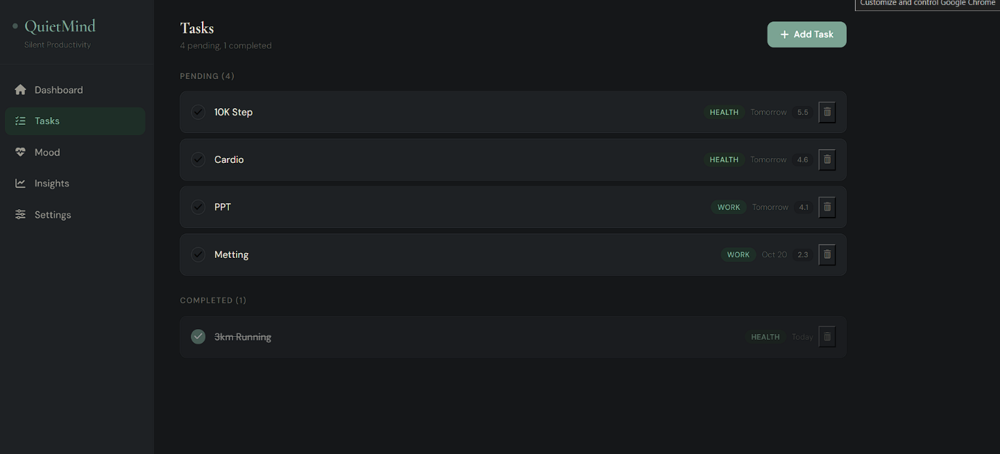 Customize and control Google Chrome
QuietMind
Silent Productivity
Dashboard
Tasks
Mood
Insights
Settings
Tasks
4 pending, 1 completed
+ Add Task
PENDING (4)
10K Step HEALTH Tomorrow 5.5
Cardio HEALTH Tomorrow 4.6
PPT WORK Tomorrow 4.1
Metting WORK Oct 20 2.3
COMPLETED (1)
3km Running HEALTH Today